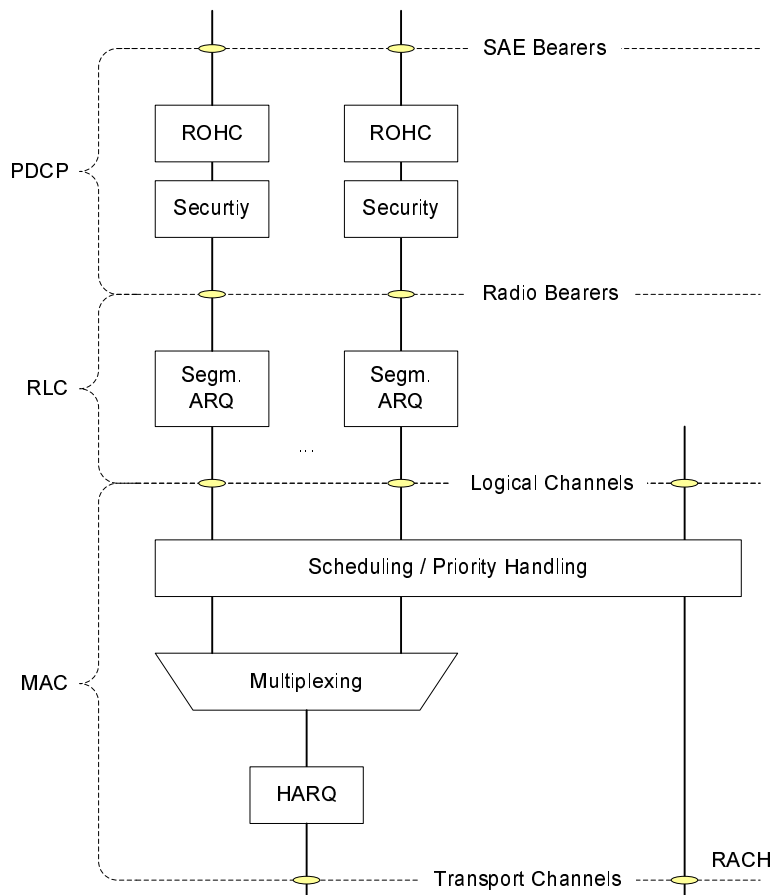 SAE Bearers
ROHC
ROHC
PDCP
Securtiy
Security
Radio Bearers
Segm.
ARQ
Segm.
ARQ
RLC
...
Logical Channels
Scheduling / Priority Handling
MAC
Multiplexing
HARQ
RACH
Transport Channels